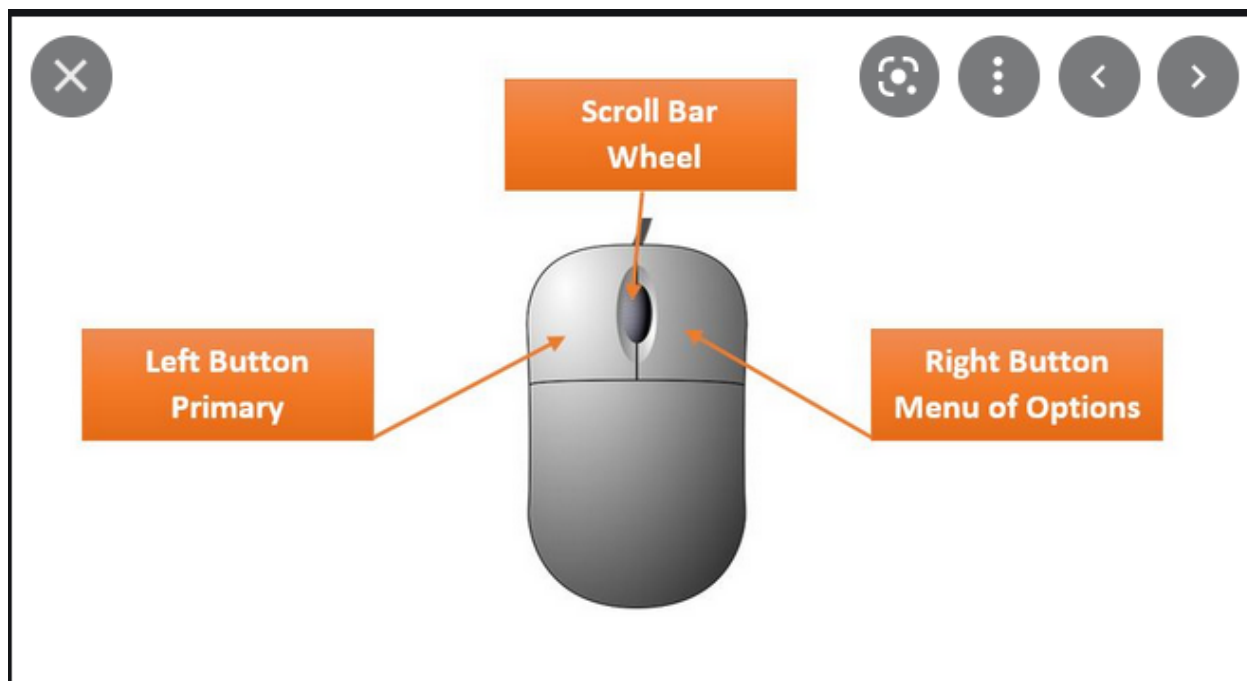 Scroll Bar
Wheel
Left Button
Primary
Right Button
Menu of Options